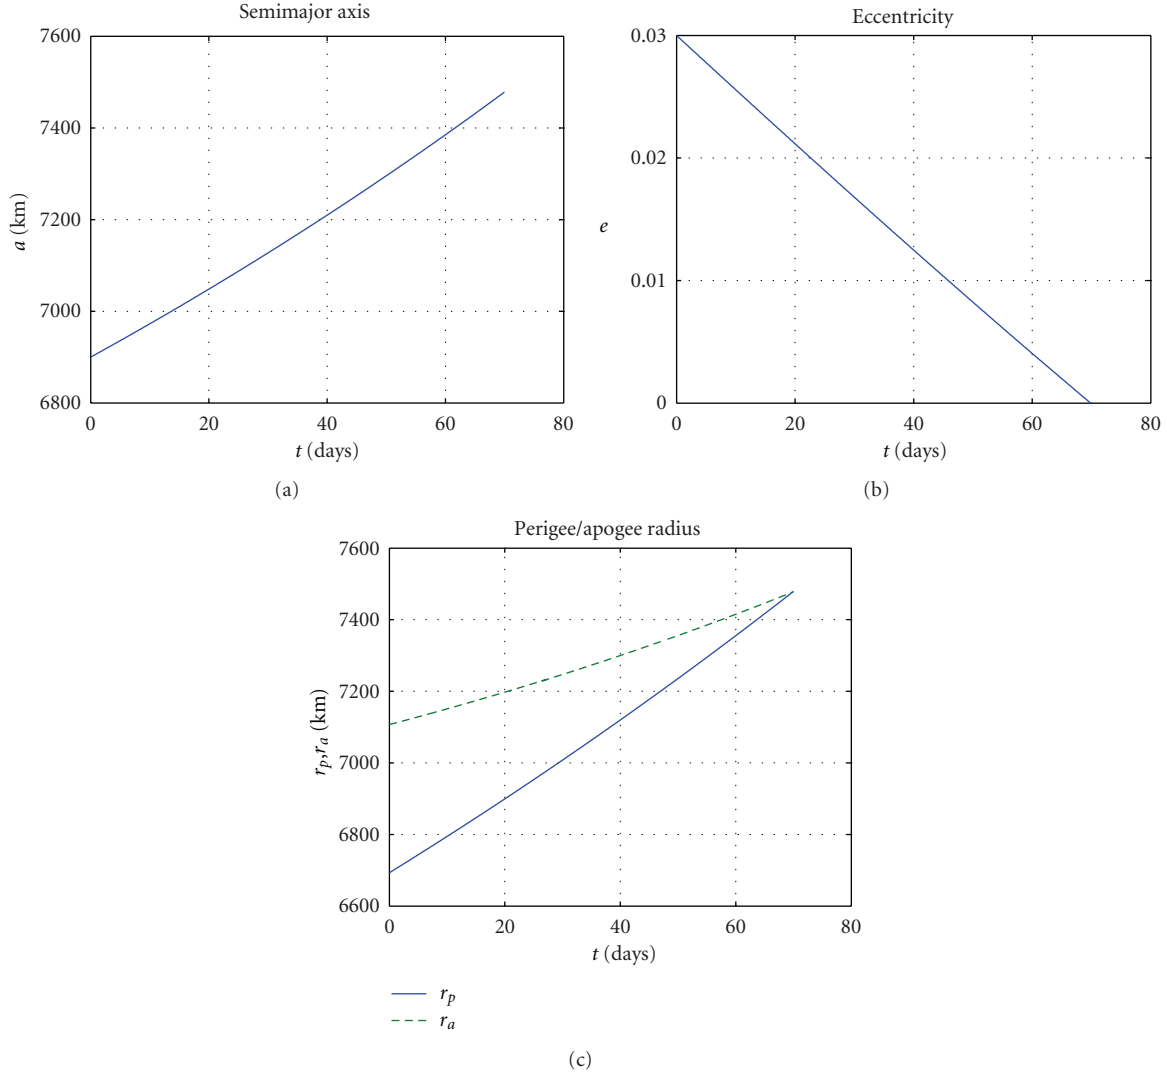 Semimajor axis
7600
7400
7200
7000
6800
a (km)
0 20 40 60 80
t (days)
(a)
Eccentricity
0.03
0.02
0.01
0
e
0 20 40 60 80
t (days)
(b)
Perigee/apogee radius
7600
7400
7200
7000
6800
6600
rp,ra (km)
0 20 40 60 80
t (days)
rp
ra
(c)